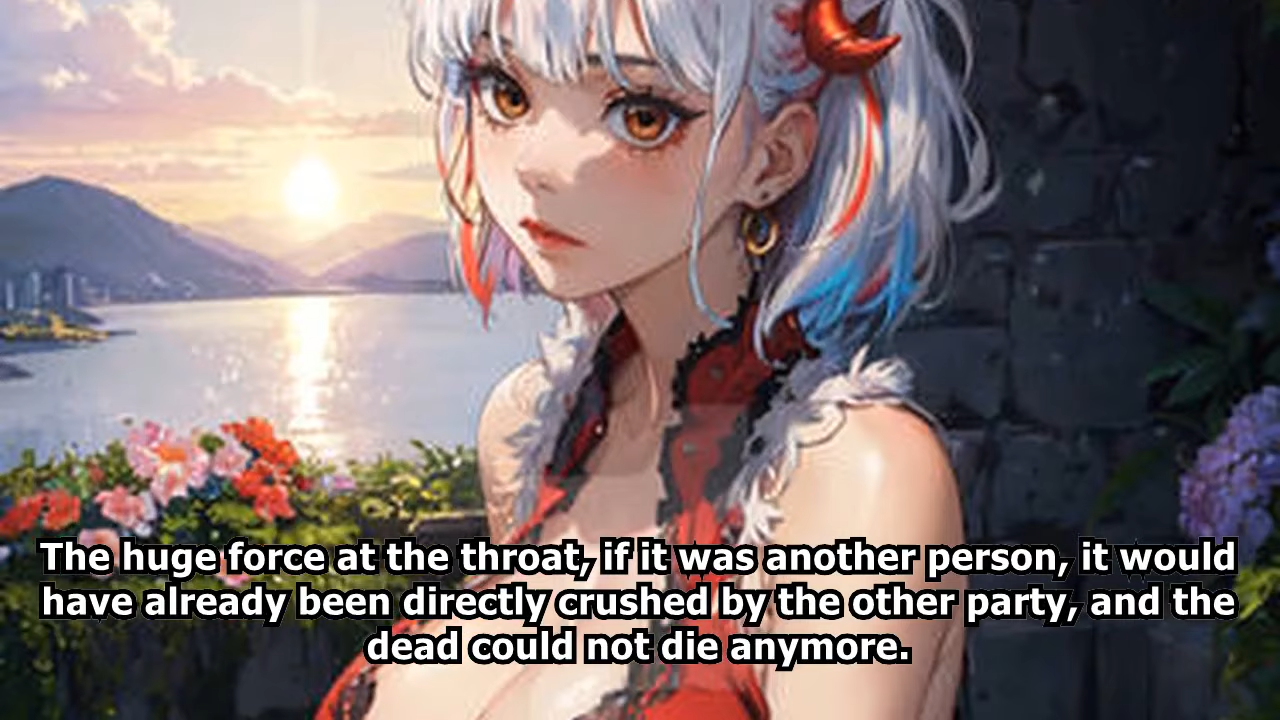 The huge force at the throat, if it was another person, it would
have already been directly crushed by the other party, and the
dead could not die anymore.